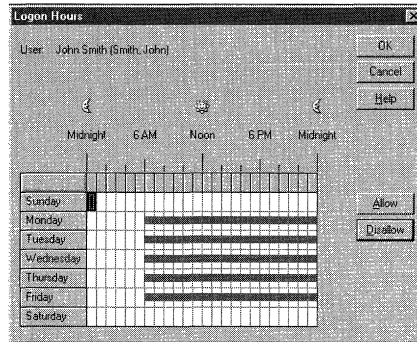 Logon Hours
User: John Smith (Smith, John)
OK
Cancel
Help
Midnight 6 AM Noon 6 PM Midnight
Sunday
Monday
Tuesday
Wednesday
Thursday
Friday
Saturday
Allow
Disallow